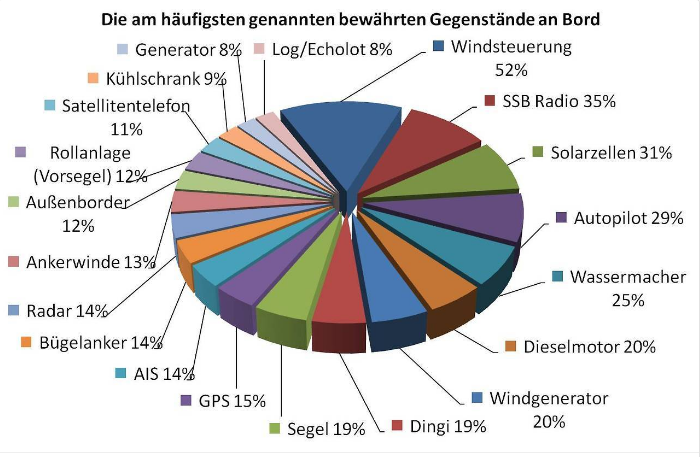 Die am häufigsten genannten bewährten Gegenstände an Bord
Windsteuerung
52%
SSB Radio 35%
Solarzellen 31%
Autopilot 29%
Wassermacher
25%
Dieselmotor 20%
Windgenerator
20%
Dingi 19%
Segel 19%
GPS 15%
AIS 14%
Bügelanker 14%
Radar 14%
Ankerwinde 13%
Außenborder
12%
Rollanlage
(Vorsegel) 12%
Satellitentelefon
11%
Kühlschrank 9%
Generator 8%
Log/Echolot 8%